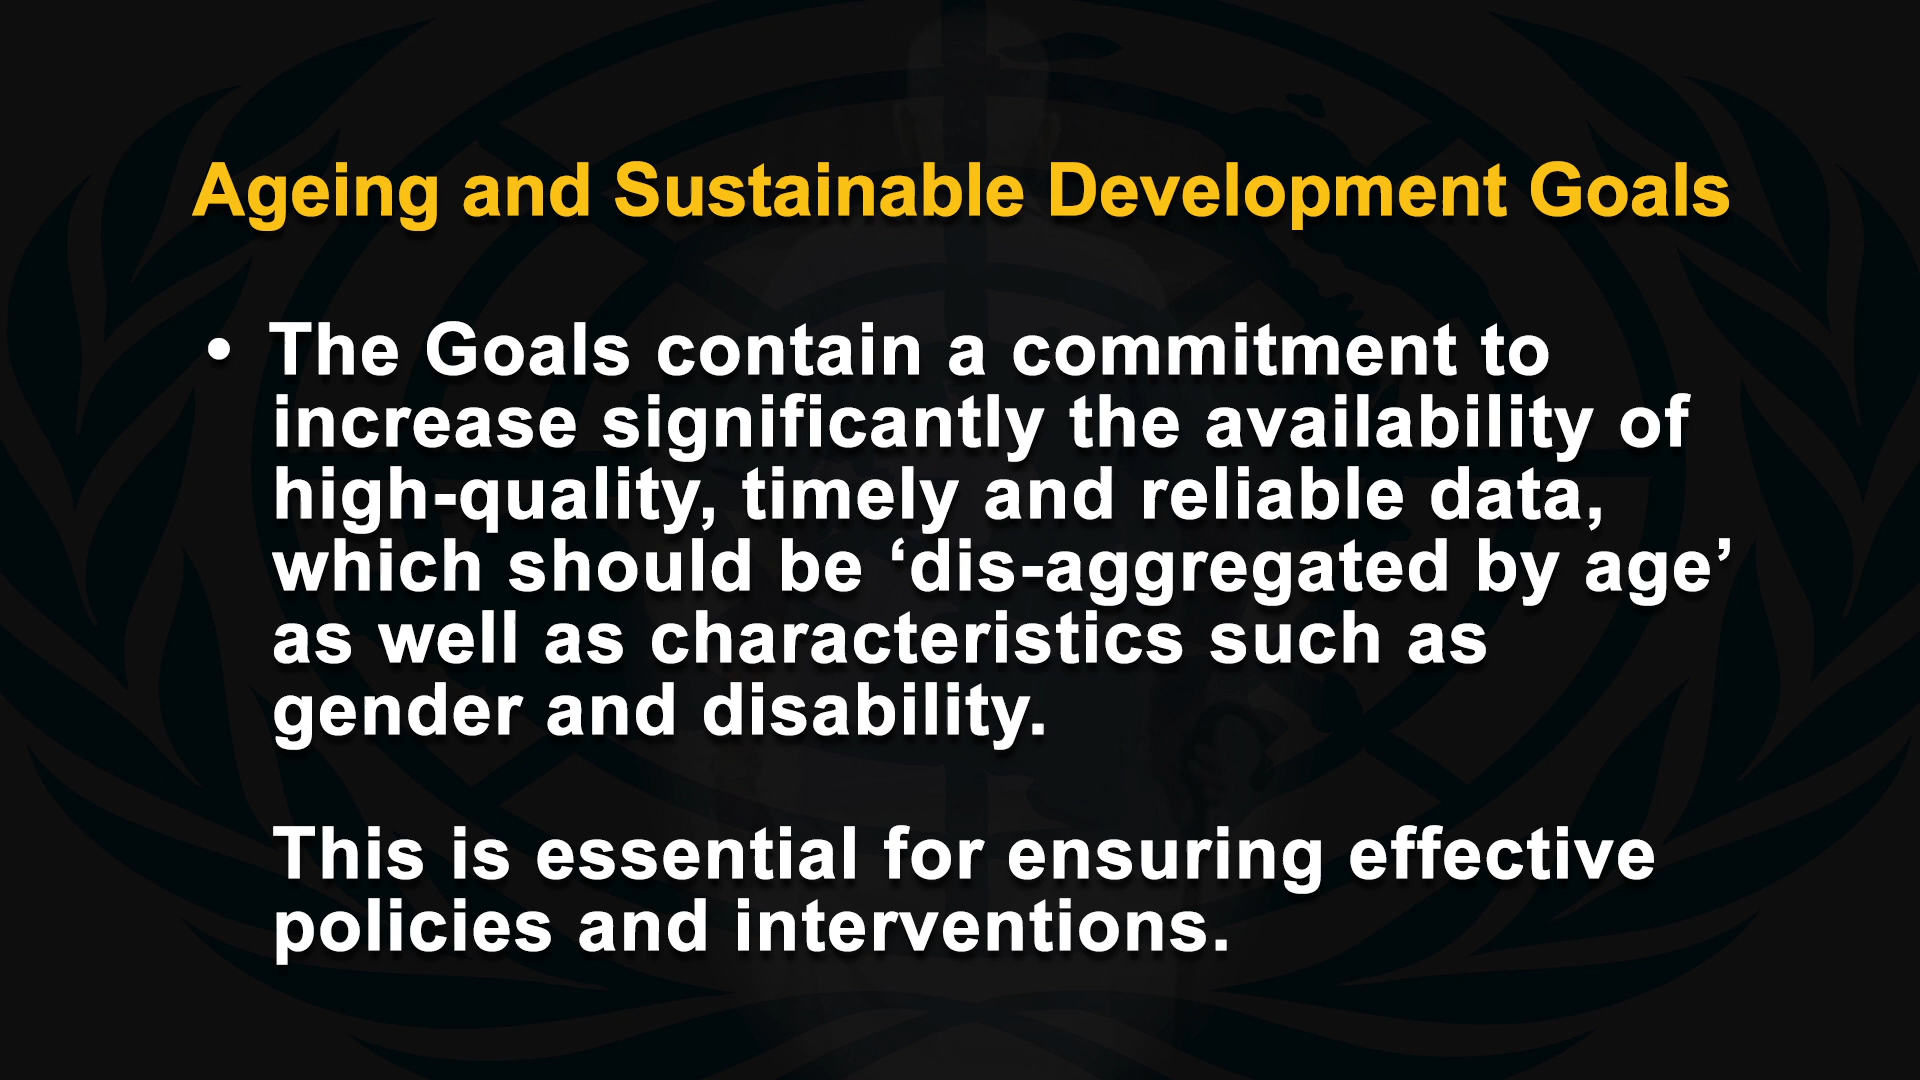 Ageing and Sustainable Development Goals
• The Goals contain a commitment to
increase significantly the availability of
high-quality, timely and reliable data,
which should be ‘dis-aggregated by age’
as well as characteristics such as
gender and disability.
This is essential for ensuring effective
policies and interventions.